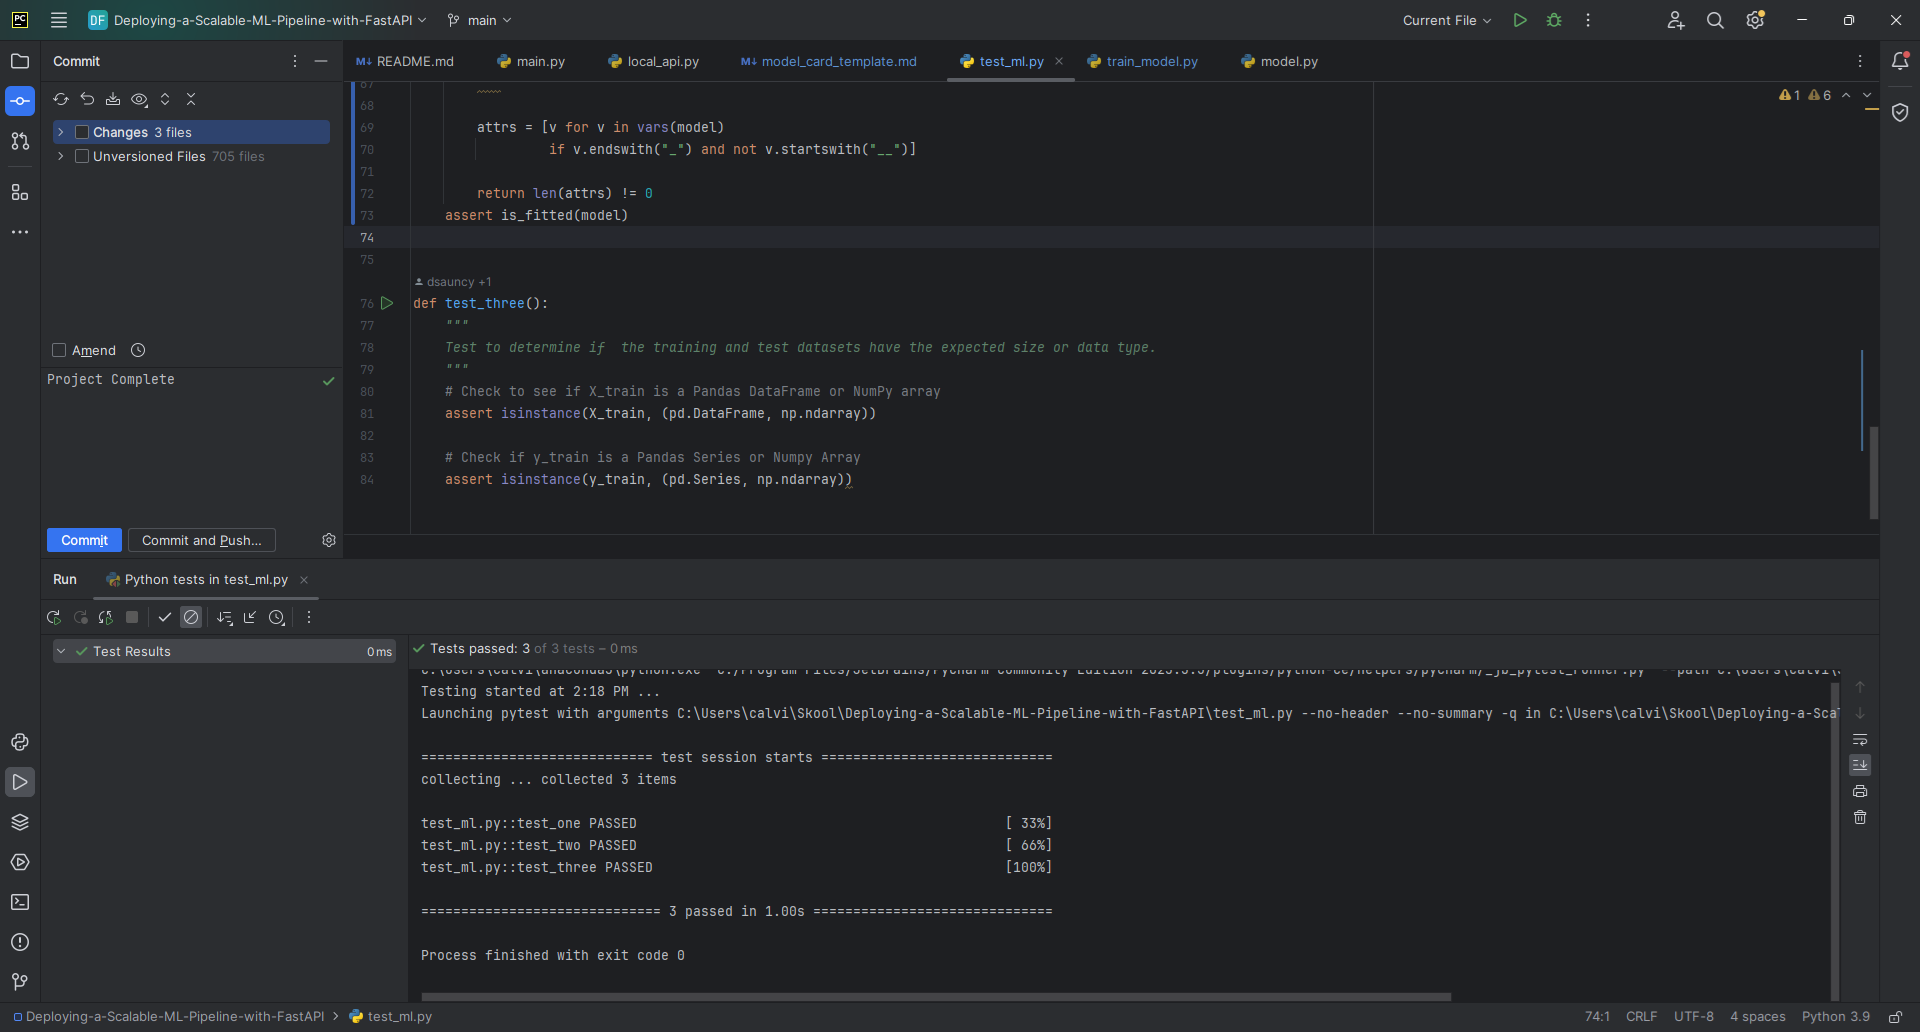 PC
DF Deploying-a-Scalable-ML-Pipeline-with-FastAPI main Current File
Commit
Changes 3 files
Unversioned Files 705 files
Amend
Project Complete
Commit Commit and Push...
README.md main.py local_api.py model_card_template.md test_ml.py train_model.py model.py
1 6
67
68
69 attrs = [v for v in vars(model)
70 if v.endswith("_") and not v.startswith("__")]
71
72 return len(attrs) != 0
73 assert is_fitted(model)
74
75
dsauncy +1
76 def test_three():
77 """
78 Test to determine if  the training and test datasets have the expected size or data type.
79 """
80 # Check to see if X_train is a Pandas DataFrame or NumPy array
81 assert isinstance(X_train, (pd.DataFrame, np.ndarray))
82
83 # Check if y_train is a Pandas Series or Numpy Array
84 assert isinstance(y_train, (pd.Series, np.ndarray))
Run Python tests in test_ml.py
Test Results 0 ms
Tests passed: 3 of 3 tests – 0 ms
Testing started at 2:18 PM ...
Launching pytest with arguments C:\Users\calvi\Skool\Deploying-a-Scalable-ML-Pipeline-with-FastAPI\test_ml.py --no-header --no-summary -q in C:\Users\calvi\Skool\Deploying-a-Scal
============================= test session starts =============================
collecting ... collected 3 items
test_ml.py::test_one PASSED [ 33%]
test_ml.py::test_two PASSED [ 66%]
test_ml.py::test_three PASSED [100%]
============================== 3 passed in 1.00s ==============================
Process finished with exit code 0
Deploying-a-Scalable-ML-Pipeline-with-FastAPI > test_ml.py 74:1 CRLF UTF-8 4 spaces Python 3.9